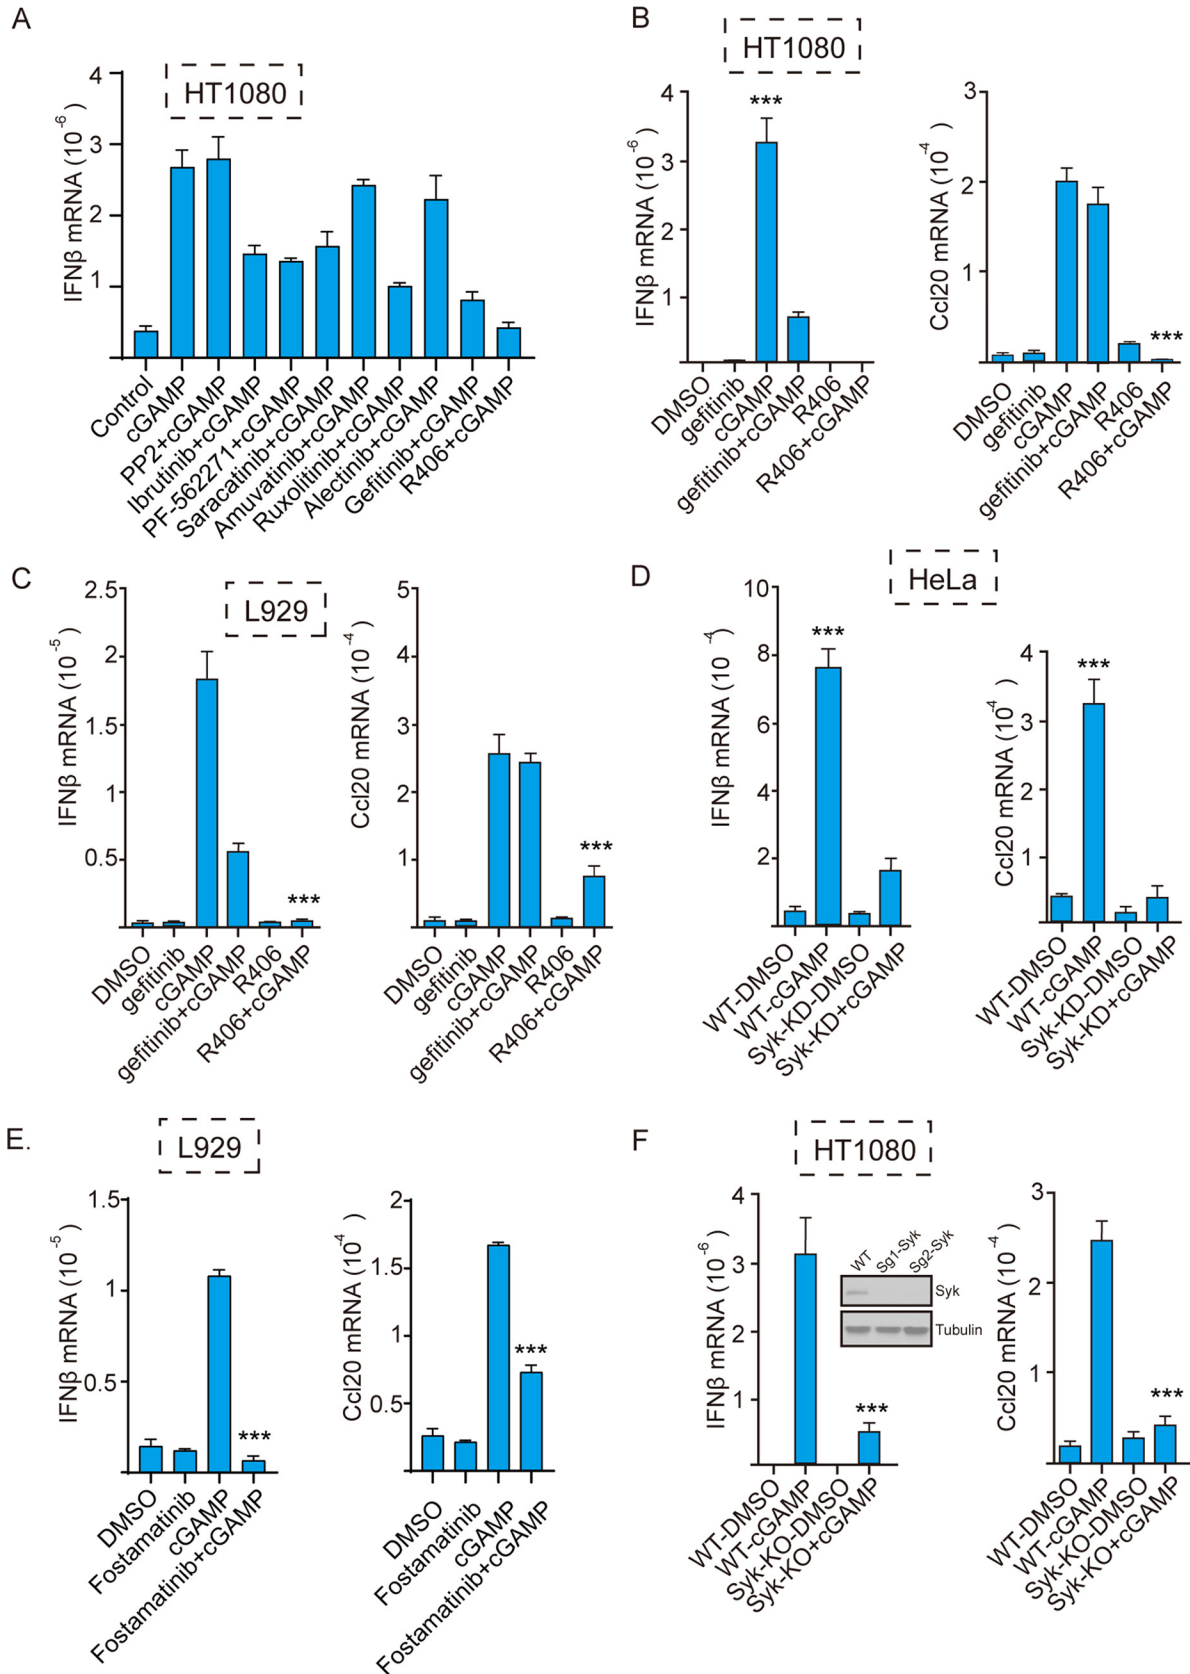 A
HT1080
IFNβ mRNA (10-6)
4
3
2
1
Control
cGAMP
PP2+cGAMP
Ibrutinib+cGAMP
PF-562271+cGAMP
Saracatinib+cGAMP
Amuvatinib+cGAMP
Ruxolitinib+cGAMP
Alectinib+cGAMP
Gefitinib+cGAMP
R406+cGAMP
B
HT1080
IFNβ mRNA (10-6 )
4
3
2
1
***
DMSO
gefitinib
cGAMP
gefitinib+cGAMP
R406
R406+cGAMP
Ccl20 mRNA (10-4 )
3
2
1
***
DMSO
gefitinib
cGAMP
gefitinib+cGAMP
R406
R406+cGAMP
C
L929
IFNβ mRNA (10-5 )
2.5
2
1.5
1
0.5
***
DMSO
gefitinib
cGAMP
gefitinib+cGAMP
R406
R406+cGAMP
Ccl20 mRNA (10-4 )
5
4
3
2
1
***
DMSO
gefitinib
cGAMP
gefitinib+cGAMP
R406
R406+cGAMP
D
HeLa
IFNβ mRNA (10-4 )
10
8
6
4
2
***
WT-DMSO
WT-cGAMP
Syk-KD-DMSO
Syk-KD+cGAMP
Ccl20 mRNA (10-4 )
4
3
2
1
***
WT-DMSO
WT-cGAMP
Syk-KD-DMSO
Syk-KD+cGAMP
E.
L929
IFNβ mRNA (10-5 )
1.5
1
0.5
***
DMSO
Fostamatinib
cGAMP
Fostamatinib+cGAMP
Ccl20 mRNA (10-4 )
2
1.5
1
0.5
***
DMSO
Fostamatinib
cGAMP
Fostamatinib+cGAMP
F
HT1080
IFNβ mRNA (10-6 )
4
3
2
1
WT
Sg1-Syk
Sg2-Syk
Syk
Tubulin
***
WT-DMSO
WT-cGAMP
Syk-KO-DMSO
Syk-KO+cGAMP
Ccl20 mRNA (10-4 )
3
2
1
***
WT-DMSO
WT-cGAMP
Syk-KO-DMSO
Syk-KO+cGAMP